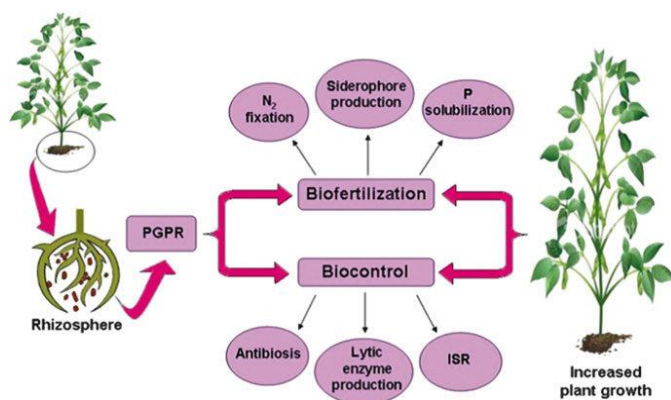 N₂
fixation
Siderophore
production
P
solubilization
Biofertilization
PGPR
Biocontrol
Rhizosphere
Antibiosis
Lytic
enzyme
production
ISR
Increased
plant growth